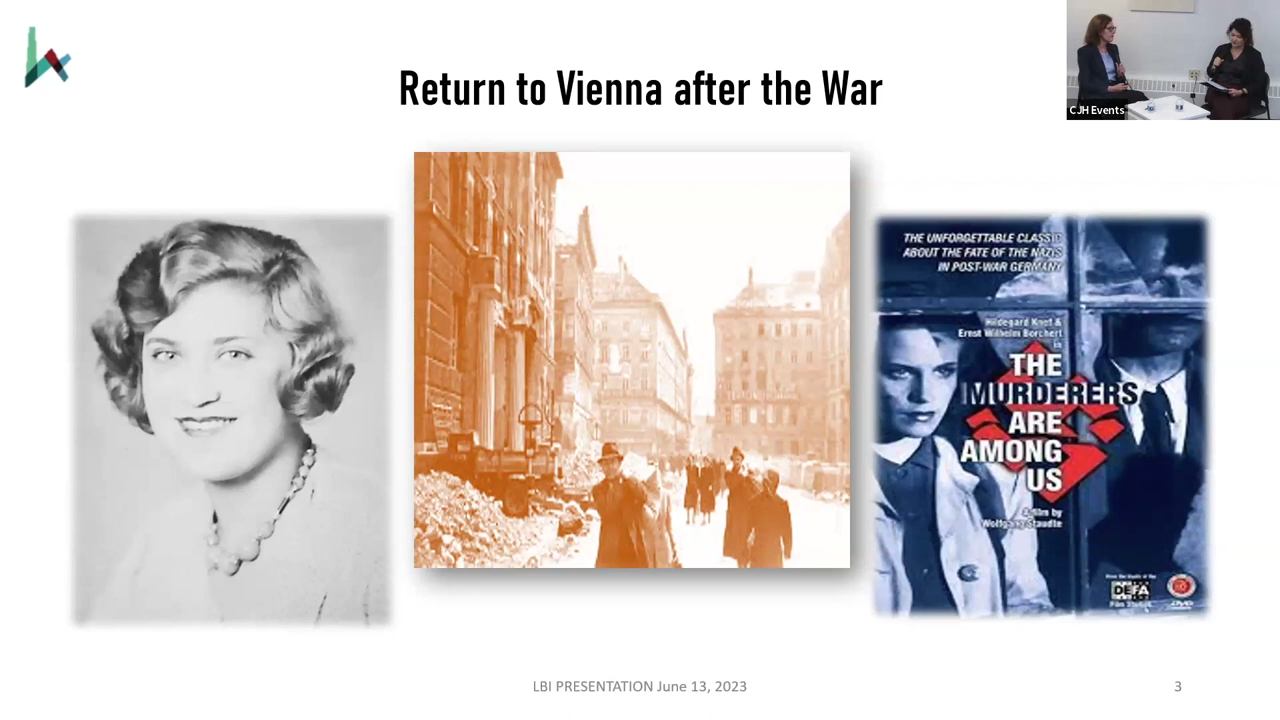 CJH Events
Return to Vienna after the War
THE UNFORGETTABLE CLASSIC
ABOUT THE FATE OF THE NAZIS
IN POST-WAR GERMANY
Hildegard Knef &
Ernst Wilhelm Borchert
in
THE
MURDERERS
ARE
AMONG
US
A film by
Wolfgang Staudte
DEFA
DVD
LBI PRESENTATION June 13, 2023
3